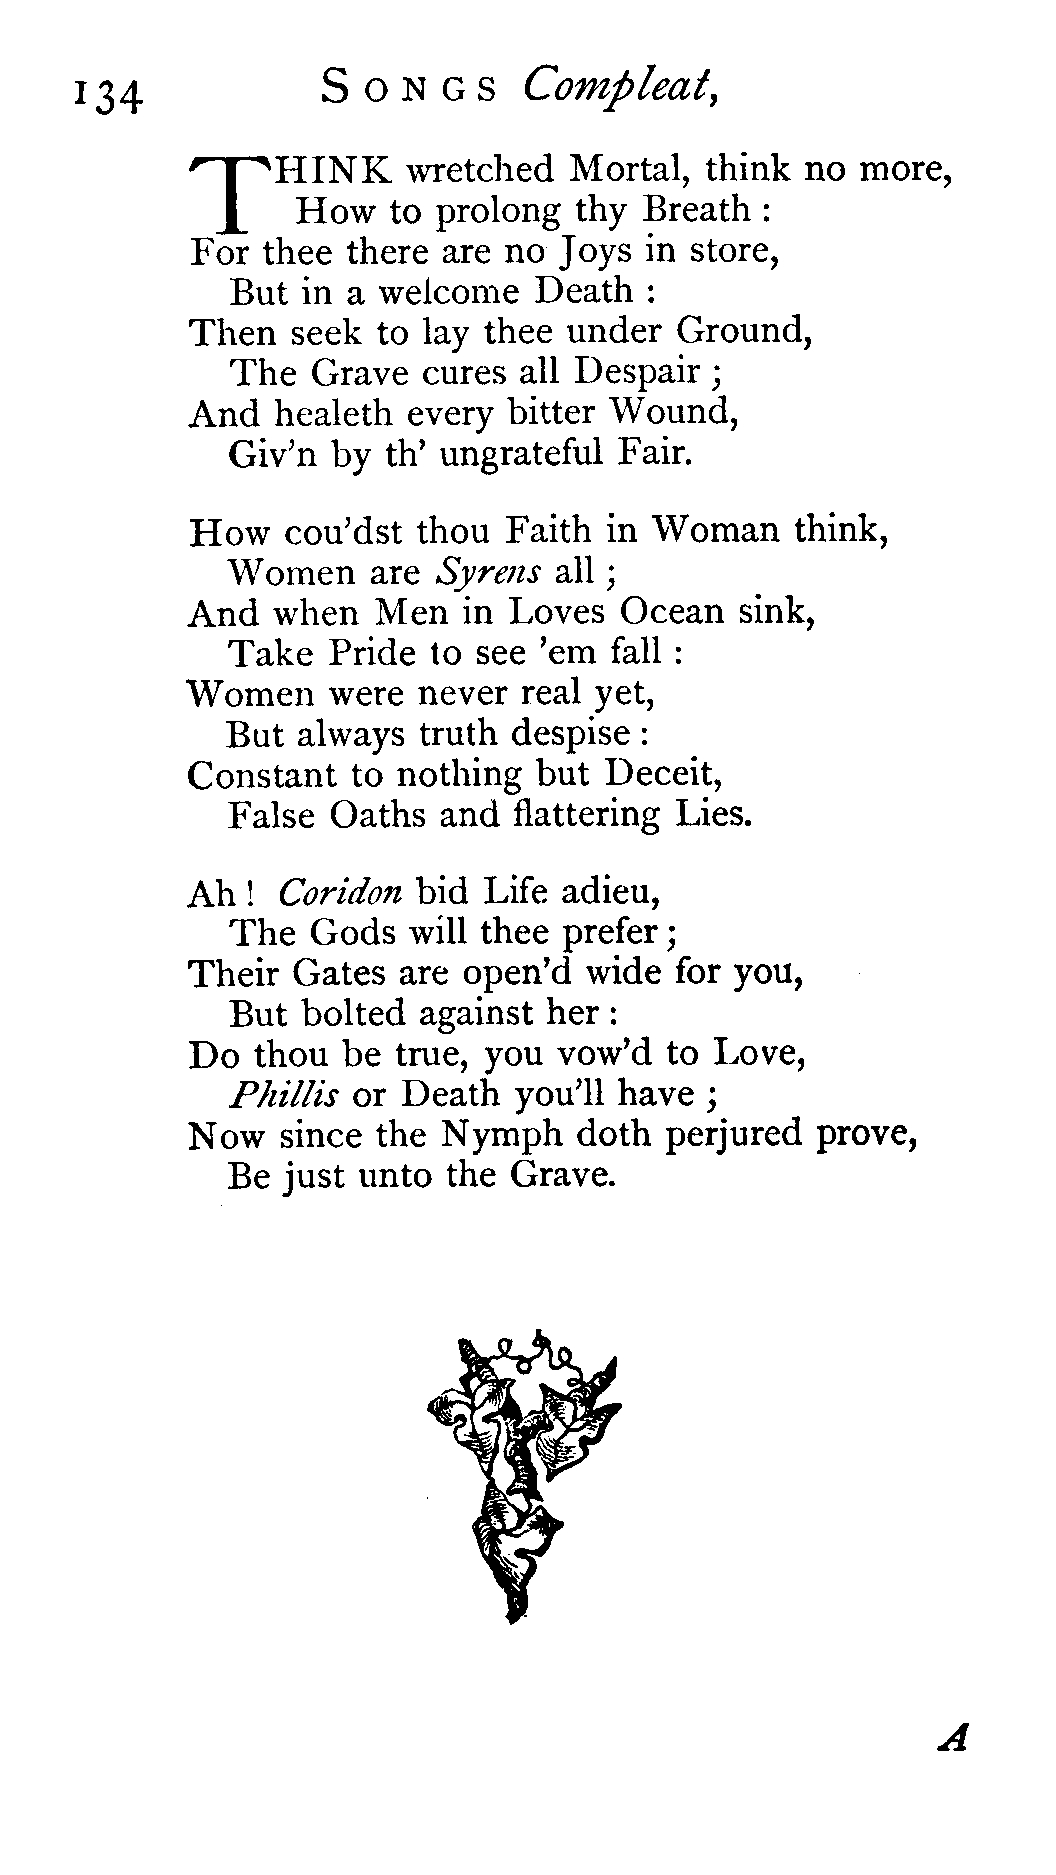 134 SONGS Compleat,
THINK wretched Mortal, think no more,
How to prolong thy Breath :
For thee there are no Joys in store,
But in a welcome Death :
Then seek to lay thee under Ground,
The Grave cures all Despair ;
And healeth every bitter Wound,
Giv'n by th' ungrateful Fair.

How cou'dst thou Faith in Woman think,
Women are Syrens all ;
And when Men in Loves Ocean sink,
Take Pride to see 'em fall :
Women were never real yet,
But always truth despise :
Constant to nothing but Deceit,
False Oaths and flattering Lies.

Ah ! Coridon bid Life adieu,
The Gods will thee prefer ;
Their Gates are open'd wide for you,
But bolted against her :
Do thou be true, you vow'd to Love,
Phillis or Death you'll have ;
Now since the Nymph doth perjured prove,
Be just unto the Grave.

A